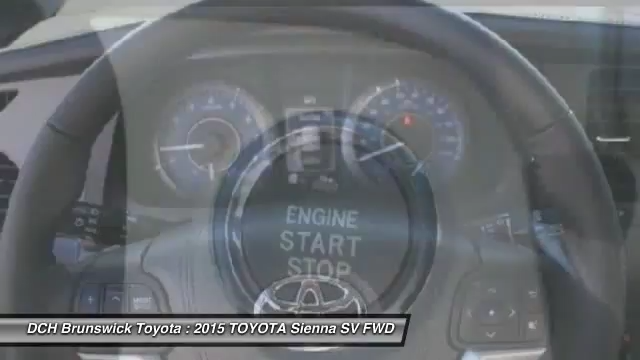 ENGINE
START
STOP
DCH Brunswick Toyota : 2015 TOYOTA Sienna SV FWD